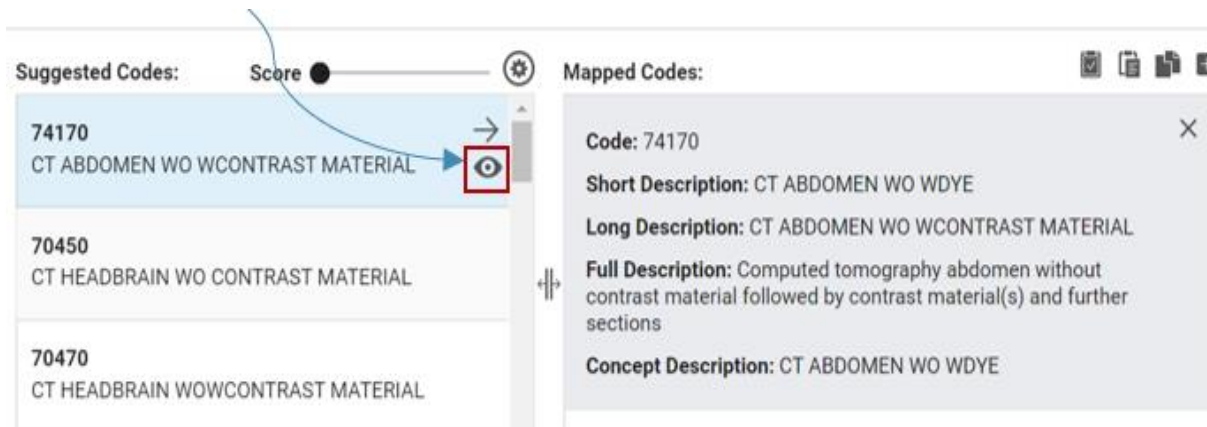 Suggested Codes:
Score
74170
CT ABDOMEN WO WCONTRAST MATERIAL
70450
CT HEADBRAIN WO CONTRAST MATERIAL
70470
CT HEADBRAIN WOWCONTRAST MATERIAL
Mapped Codes:
Code: 74170
Short Description: CT ABDOMEN WO WDYE
Long Description: CT ABDOMEN WO WCONTRAST MATERIAL
Full Description: Computed tomography abdomen without
contrast material followed by contrast material(s) and further
sections
Concept Description: CT ABDOMEN WO WDYE